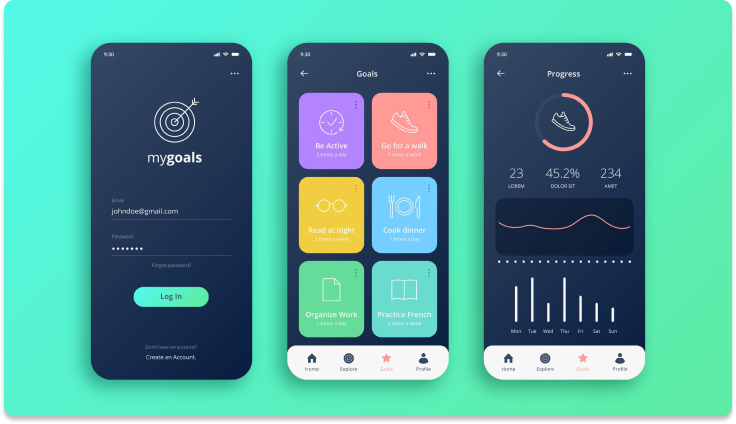 9:30
mygoals
Email
johndoe@gmail.com
Password
Forgot password?
Log In
Don't have an account?
Create an Account.
9:30
Goals
Be Active
3 times a day
Go for a walk
5 times a week
Read at night
2 times a week
Cook dinner
1 times a day
Organize Work
1 times a day
Practice French
2 times a week
Home Explore Goals Profile
9:30
Progress
23 45.2% 234
LOREM DOLOR SIT AMET
Mon Tue Wed Thu Fri Sat Sun
Home Explore Goals Profile